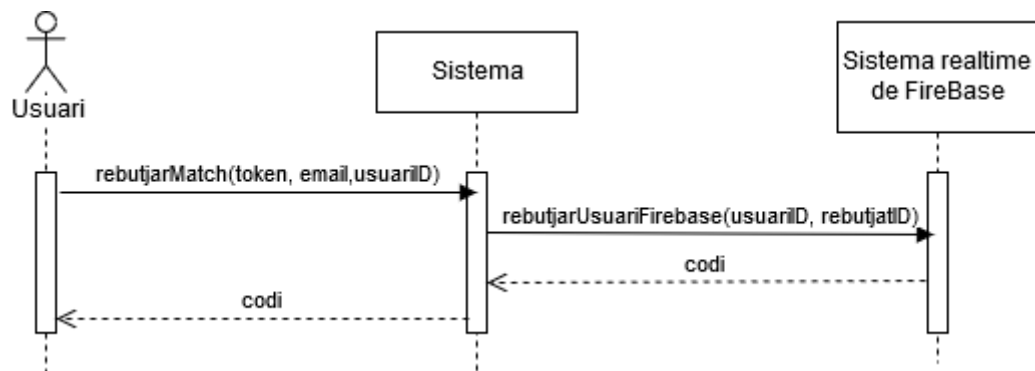 Usuari
Sistema
Sistema realtime
de FireBase
rebutjarMatch(token, email,usuariID)
rebutjarUsuariFirebase(usuariID, rebutjatID)
codi
codi